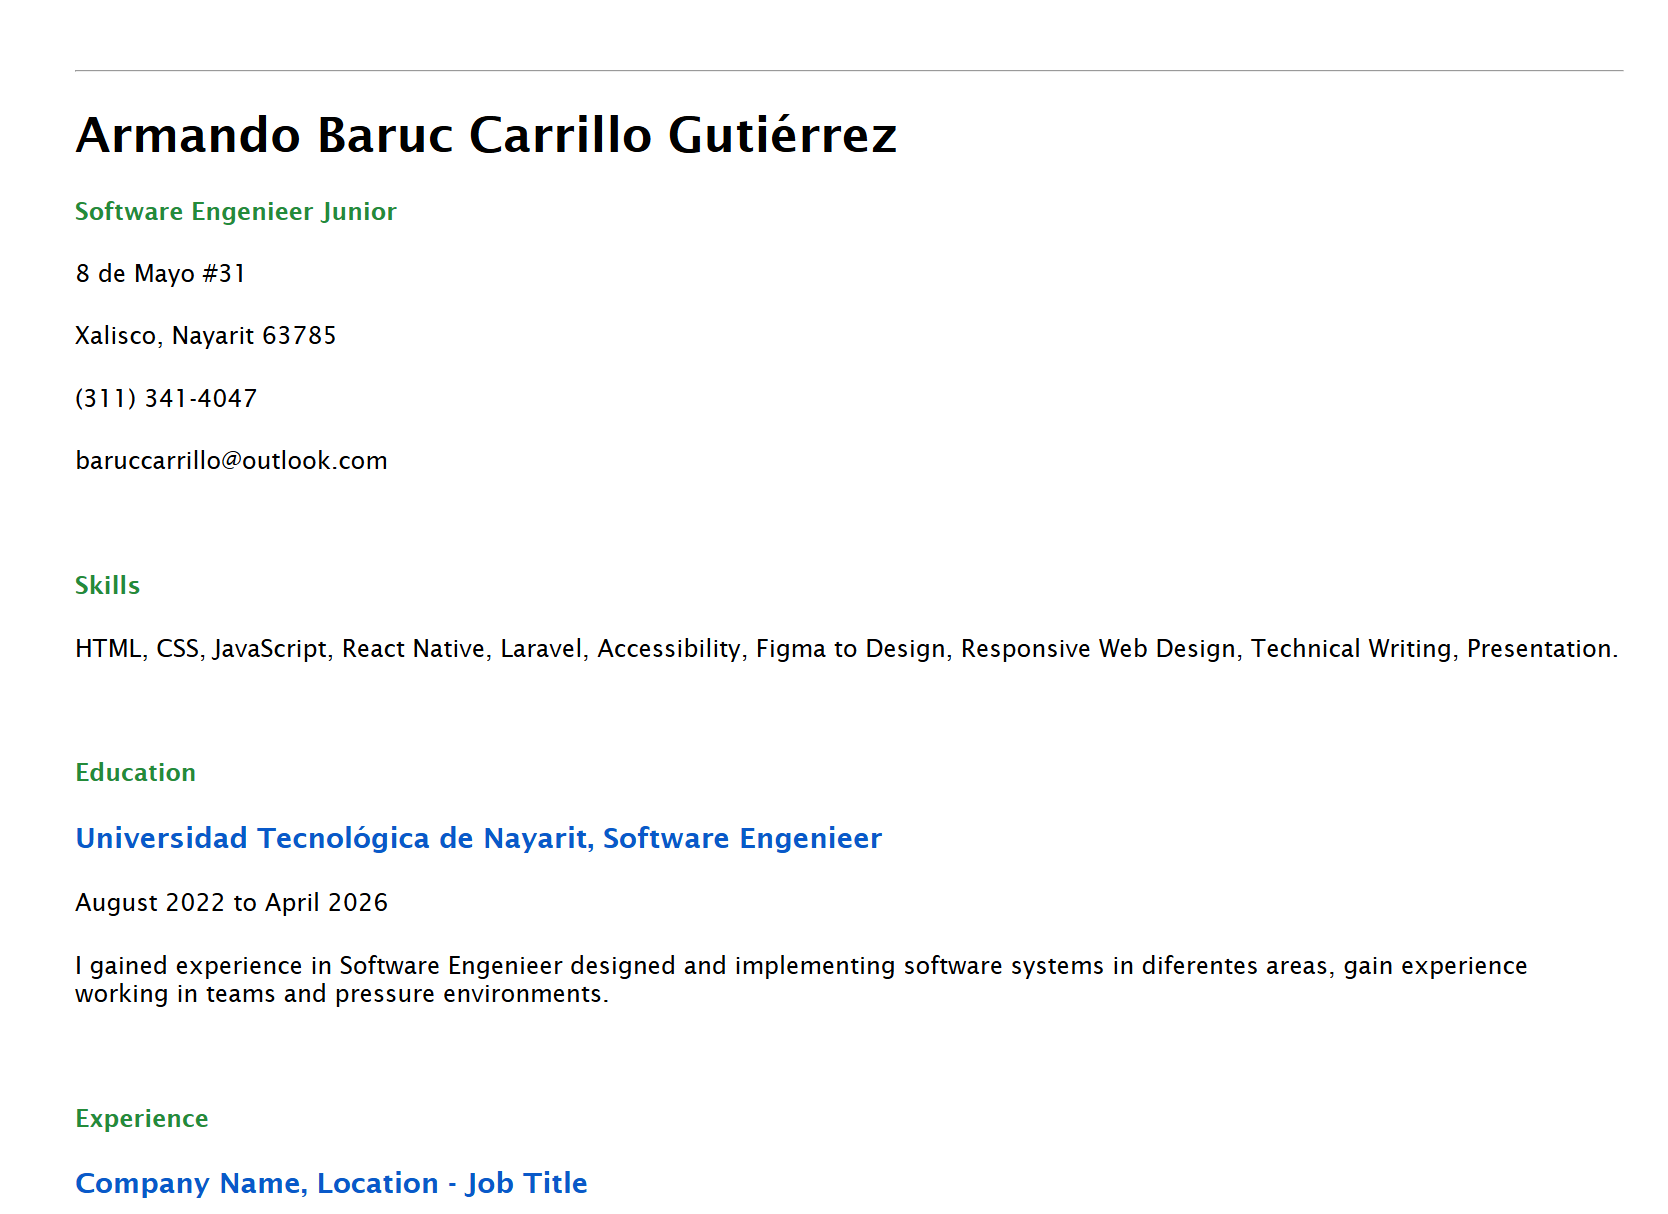 Armando Baruc Carrillo Gutiérrez
Software Engenieer Junior
8 de Mayo #31
Xalisco, Nayarit 63785
(311) 341-4047
baruccarrillo@outlook.com
Skills
HTML, CSS, JavaScript, React Native, Laravel, Accessibility, Figma to Design, Responsive Web Design, Technical Writing, Presentation.
Education
Universidad Tecnológica de Nayarit, Software Engenieer
August 2022 to April 2026
I gained experience in Software Engenieer designed and implementing software systems in diferentes areas, gain experience
working in teams and pressure environments.
Experience
Company Name, Location - Job Title